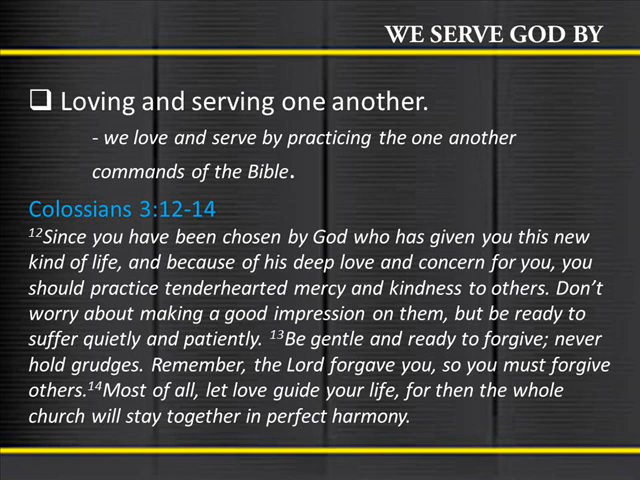 WE SERVE GOD BY
❑ Loving and serving one another.
- we love and serve by practicing the one another
commands of the Bible.
Colossians 3:12-14
¹²Since you have been chosen by God who has given you this new
kind of life, and because of his deep love and concern for you, you
should practice tenderhearted mercy and kindness to others. Don’t
worry about making a good impression on them, but be ready to
suffer quietly and patiently. ¹³Be gentle and ready to forgive; never
hold grudges. Remember, the Lord forgave you, so you must forgive
others.¹⁴Most of all, let love guide your life, for then the whole
church will stay together in perfect harmony.